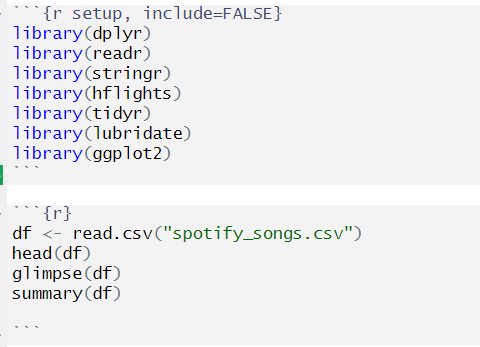 ```{r setup, include=FALSE}
library(dplyr)
library(readr)
library(stringr)
library(hflights)
library(tidyr)
library(lubridate)
library(ggplot2)
```
```{r}
df <- read.csv("spotify_songs.csv")
head(df)
glimpse(df)
summary(df)
```